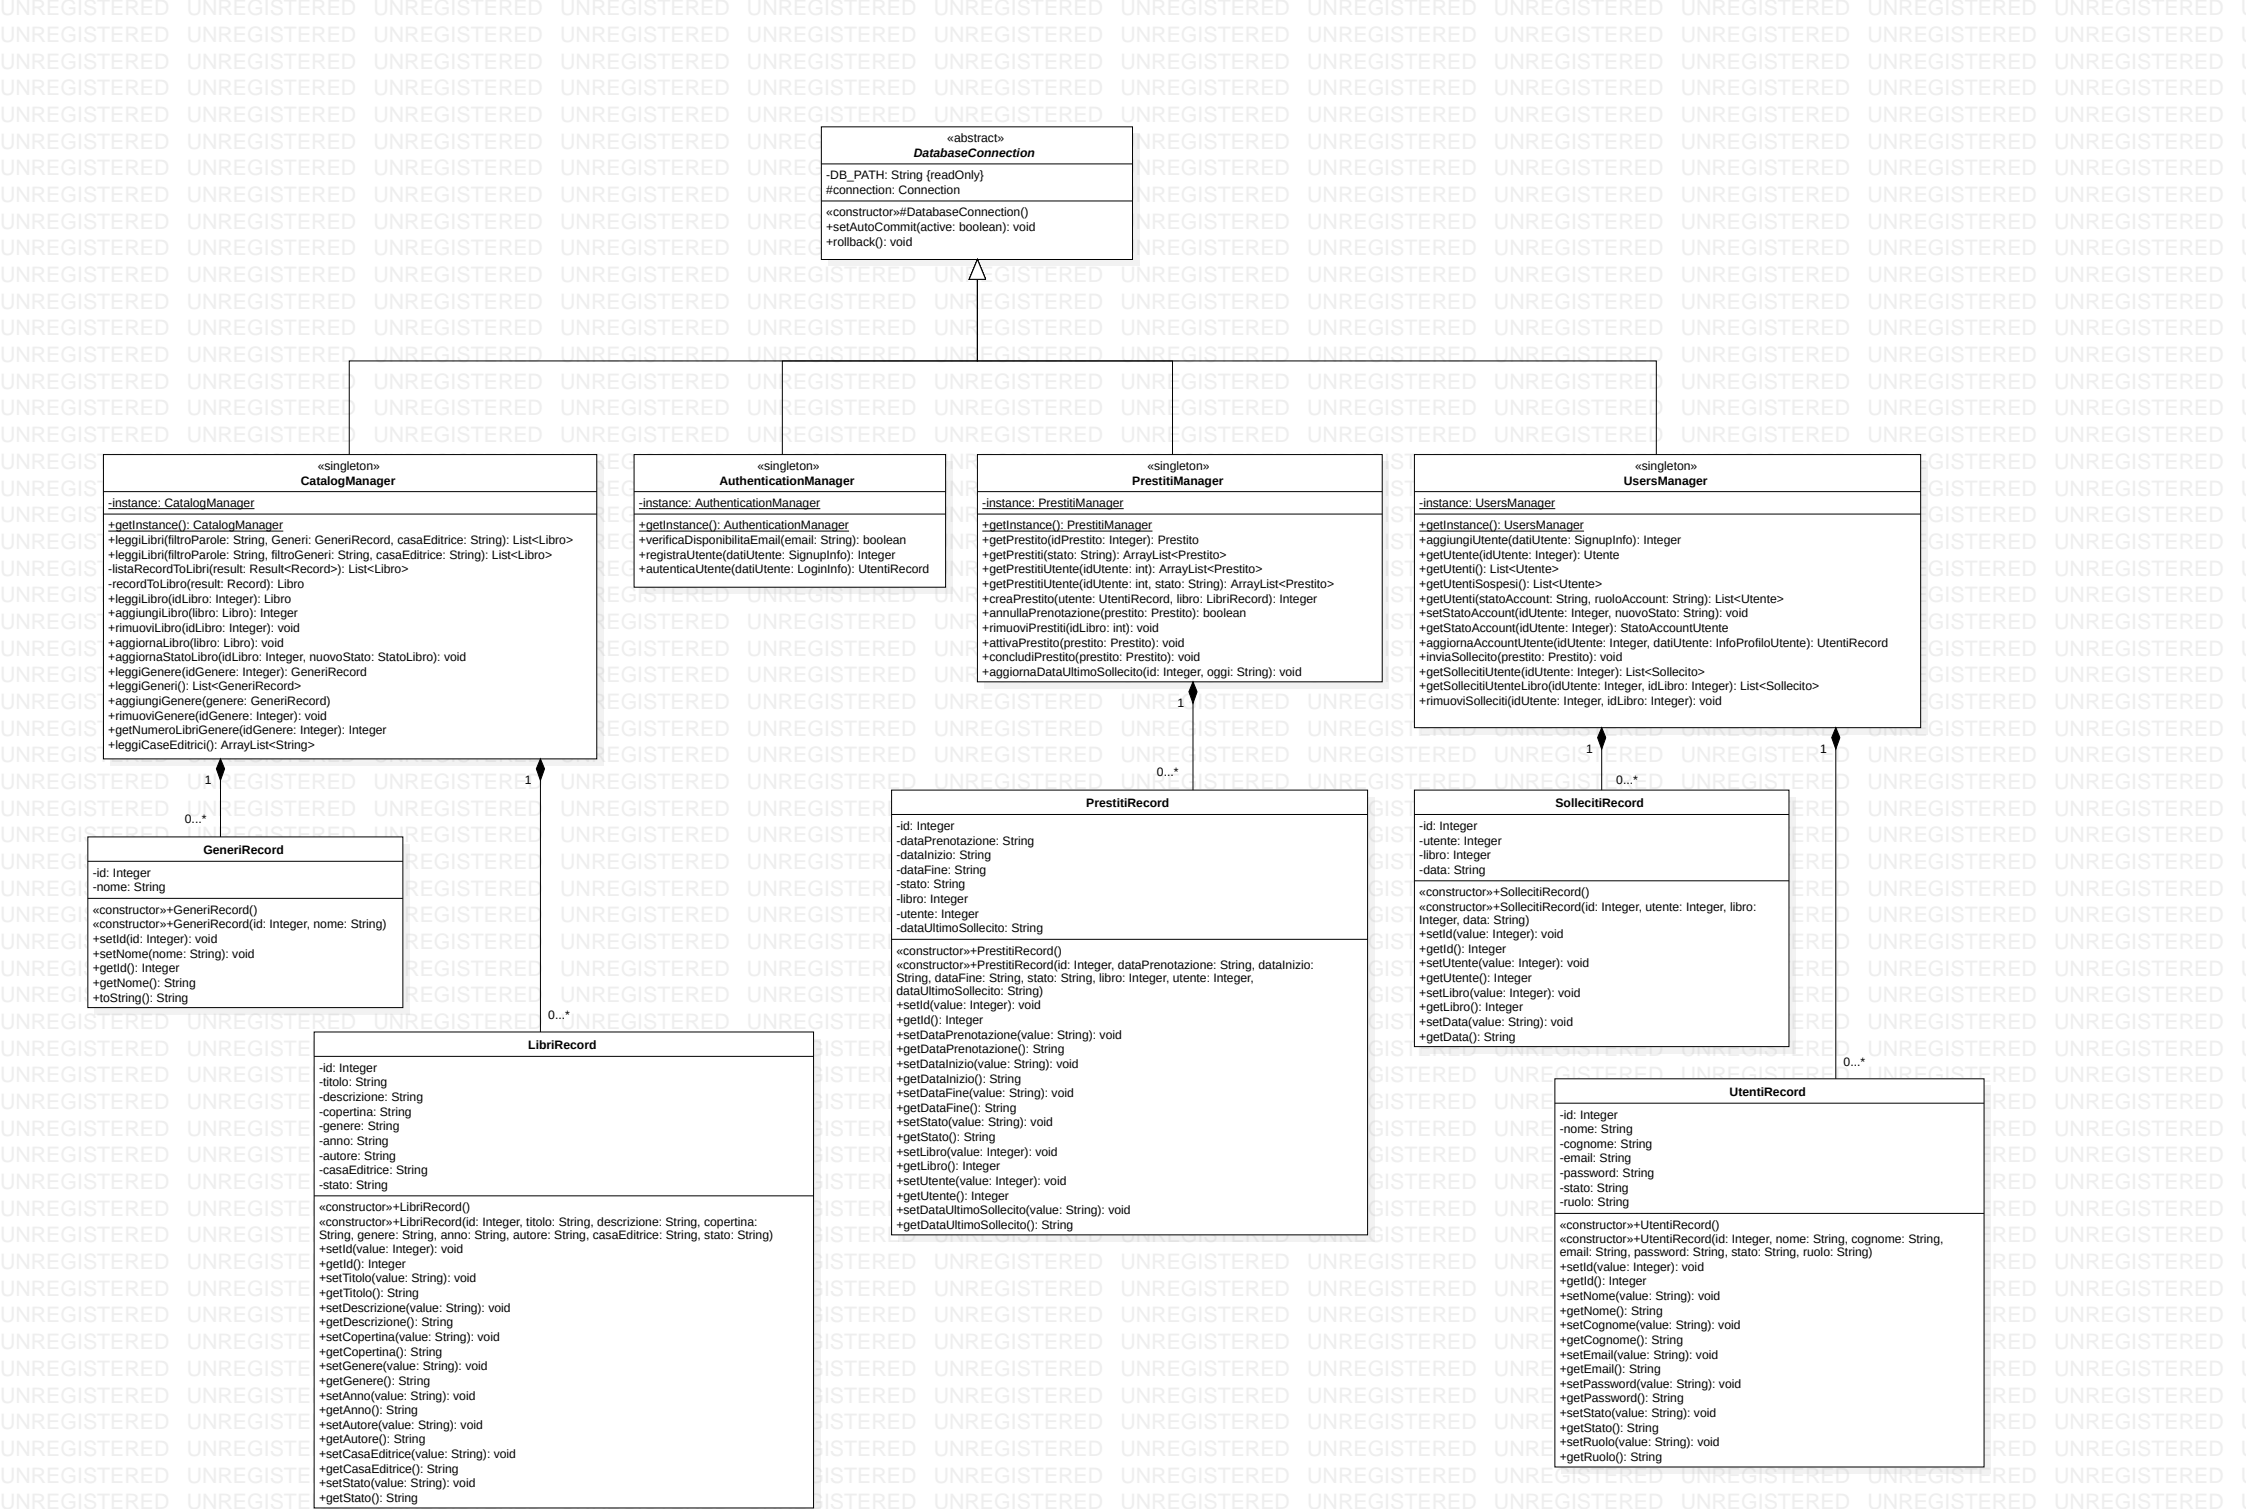 «abstract»
DatabaseConnection
-DB_PATH: String {readOnly}
#connection: Connection
«constructor»#DatabaseConnection()
+setAutoCommit(active: boolean): void
+rollback(): void
«singleton»
CatalogManager
-instance: CatalogManager
+getInstance(): CatalogManager
+leggiLibri(filtroParole: String, Generi: GeneriRecord, casaEditrice: String): List<Libro>
+leggiLibri(filtroParole: String, filtroGeneri: String, casaEditrice: String): List<Libro>
-listaRecordToLibri(result: Result<Record>): List<Libro>
-recordToLibro(result: Record): Libro
+leggiLibro(idLibro: Integer): Libro
+aggiungiLibro(libro: Libro): Integer
+rimuoviLibro(idLibro: Integer): void
+aggiornaLibro(libro: Libro): void
+aggiornaStatoLibro(idLibro: Integer, nuovoStato: StatoLibro): void
+leggiGenere(idGenere: Integer): GeneriRecord
+leggiGeneri(): List<GeneriRecord>
+aggiungiGenere(genere: GeneriRecord)
+rimuoviGenere(idGenere: Integer): void
+getNumeroLibriGenere(idGenere: Integer): Integer
+leggiCaseEditrici(): ArrayList<String>
«singleton»
AuthenticationManager
-instance: AuthenticationManager
+getInstance(): AuthenticationManager
+verificaDisponibilitaEmail(email: String): boolean
+registraUtente(datiUtente: SignupInfo): Integer
+autenticaUtente(datiUtente: LoginInfo): UtentiRecord
«singleton»
PrestitiManager
-instance: PrestitiManager
+getInstance(): PrestitiManager
+getPrestito(idPrestito: Integer): Prestito
+getPrestiti(stato: String): ArrayList<Prestito>
+getPrestitiUtente(idUtente: int): ArrayList<Prestito>
+getPrestitiUtente(idUtente: int, stato: String): ArrayList<Prestito>
+creaPrestito(utente: UtentiRecord, libro: LibriRecord): Integer
+annullaPrenotazione(prestito: Prestito): boolean
+rimuoviPrestiti(idLibro: int): void
+attivaPrestito(prestito: Prestito): void
+concludiPrestito(prestito: Prestito): void
+aggiornaDataUltimoSollecito(id: Integer, oggi: String): void
«singleton»
UsersManager
-instance: UsersManager
+getInstance(): UsersManager
+aggiungiUtente(datiUtente: SignupInfo): Integer
+getUtente(idUtente: Integer): Utente
+getUtenti(): List<Utente>
+getUtentiSospesi(): List<Utente>
+getUtenti(statoAccount: String, ruoloAccount: String): List<Utente>
+setStatoAccount(idUtente: Integer, nuovoStato: String): void
+getStatoAccount(idUtente: Integer): StatoAccountUtente
+aggiornaAccountUtente(idUtente: Integer, datiUtente: InfoProfiloUtente): UtentiRecord
+inviaSollecito(prestito: Prestito): void
+getSollecitiUtente(idUtente: Integer): List<Sollecito>
+getSollecitiUtenteLibro(idUtente: Integer, idLibro: Integer): List<Sollecito>
+rimuoviSolleciti(idUtente: Integer, idLibro: Integer): void
1
0...*
1
0...*
1
0...*
1
0...*
1
0...*
GeneriRecord
-id: Integer
-nome: String
«constructor»+GeneriRecord()
«constructor»+GeneriRecord(id: Integer, nome: String)
+setId(id: Integer): void
+setNome(nome: String): void
+getId(): Integer
+getNome(): String
+toString(): String
LibriRecord
-id: Integer
-titolo: String
-descrizione: String
-copertina: String
-genere: String
-anno: String
-autore: String
-casaEditrice: String
-stato: String
«constructor»+LibriRecord()
«constructor»+LibriRecord(id: Integer, titolo: String, descrizione: String, copertina:
String, genere: String, anno: String, autore: String, casaEditrice: String, stato: String)
+setId(value: Integer): void
+getId(): Integer
+setTitolo(value: String): void
+getTitolo(): String
+setDescrizione(value: String): void
+getDescrizione(): String
+setCopertina(value: String): void
+getCopertina(): String
+setGenere(value: String): void
+getGenere(): String
+setAnno(value: String): void
+getAnno(): String
+setAutore(value: String): void
+getAutore(): String
+setCasaEditrice(value: String): void
+getCasaEditrice(): String
+setStato(value: String): void
+getStato(): String
PrestitiRecord
-id: Integer
-dataPrenotazione: String
-dataInizio: String
-dataFine: String
-stato: String
-libro: Integer
-utente: Integer
-dataUltimoSollecito: String
«constructor»+PrestitiRecord()
«constructor»+PrestitiRecord(id: Integer, dataPrenotazione: String, dataInizio:
String, dataFine: String, stato: String, libro: Integer, utente: Integer,
dataUltimoSollecito: String)
+setId(value: Integer): void
+getId(): Integer
+setDataPrenotazione(value: String): void
+getDataPrenotazione(): String
+setDataInizio(value: String): void
+getDataInizio(): String
+setDataFine(value: String): void
+getDataFine(): String
+setStato(value: String): void
+getStato(): String
+setLibro(value: Integer): void
+getLibro(): Integer
+setUtente(value: Integer): void
+getUtente(): Integer
+setDataUltimoSollecito(value: String): void
+getDataUltimoSollecito(): String
SollecitiRecord
-id: Integer
-utente: Integer
-libro: Integer
-data: String
«constructor»+SollecitiRecord()
«constructor»+SollecitiRecord(id: Integer, utente: Integer, libro:
Integer, data: String)
+setId(value: Integer): void
+getId(): Integer
+setUtente(value: Integer): void
+getUtente(): Integer
+setLibro(value: Integer): void
+getLibro(): Integer
+setData(value: String): void
+getData(): String
UtentiRecord
-id: Integer
-nome: String
-cognome: String
-email: String
-password: String
-stato: String
-ruolo: String
«constructor»+UtentiRecord()
«constructor»+UtentiRecord(id: Integer, nome: String, cognome: String,
email: String, password: String, stato: String, ruolo: String)
+setId(value: Integer): void
+getId(): Integer
+setNome(value: String): void
+getNome(): String
+setCognome(value: String): void
+getCognome(): String
+setEmail(value: String): void
+getEmail(): String
+setPassword(value: String): void
+getPassword(): String
+setStato(value: String): void
+getStato(): String
+setRuolo(value: String): void
+getRuolo(): String
UNREGISTERED